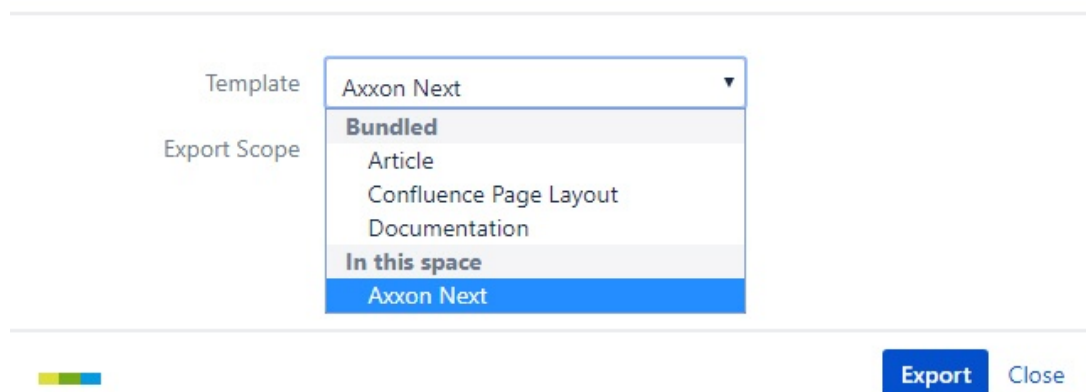 Template
Axxon Next
Bundled
Export Scope
Article
Confluence Page Layout
Documentation
In this space
Axxon Next
Export Close